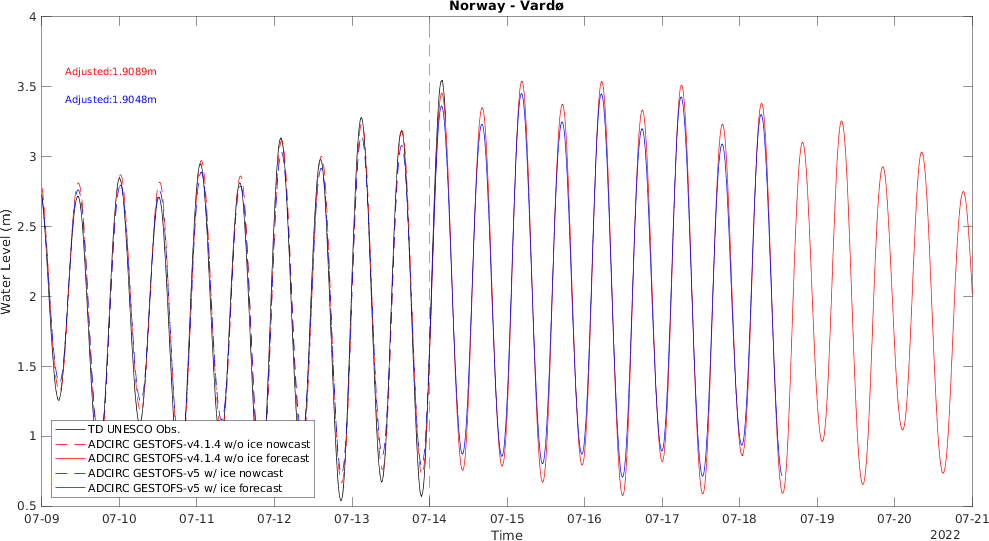 Norway - Vardø
4
3.5
3
2.5
2
1.5
1
0.5
Water Level (m)
Adjusted:1.9089m
Adjusted:1.9048m
TD UNESCO Obs.
ADCIRC GESTOFS-v4.1.4 w/o ice nowcast
ADCIRC GESTOFS-v4.1.4 w/o ice forecast
ADCIRC GESTOFS-v5 w/ ice nowcast
ADCIRC GESTOFS-v5 w/ ice forecast
07-09 07-10 07-11 07-12 07-13 07-14 07-15 07-16 07-17 07-18 07-19 07-20 07-21
Time
2022